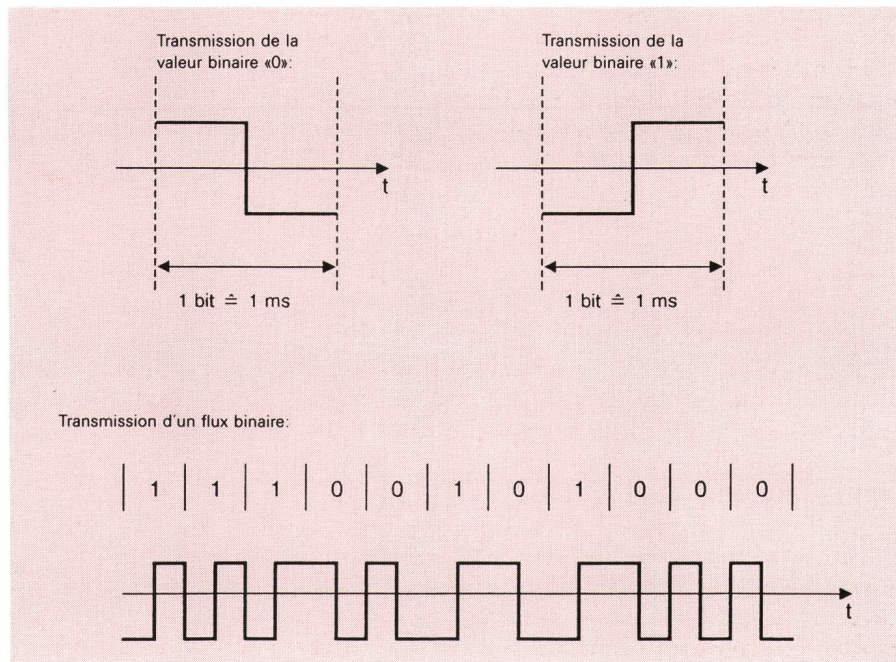 Transmission de la
valeur binaire «0»:
Transmission de la
valeur binaire «1»:
t
t
1 bit ≙ 1 ms
1 bit ≙ 1 ms
Transmission d'un flux binaire:
| 1 | 1 | 1 | 0 | 0 | 1 | 0 | 1 | 0 | 0 | 0 |
t